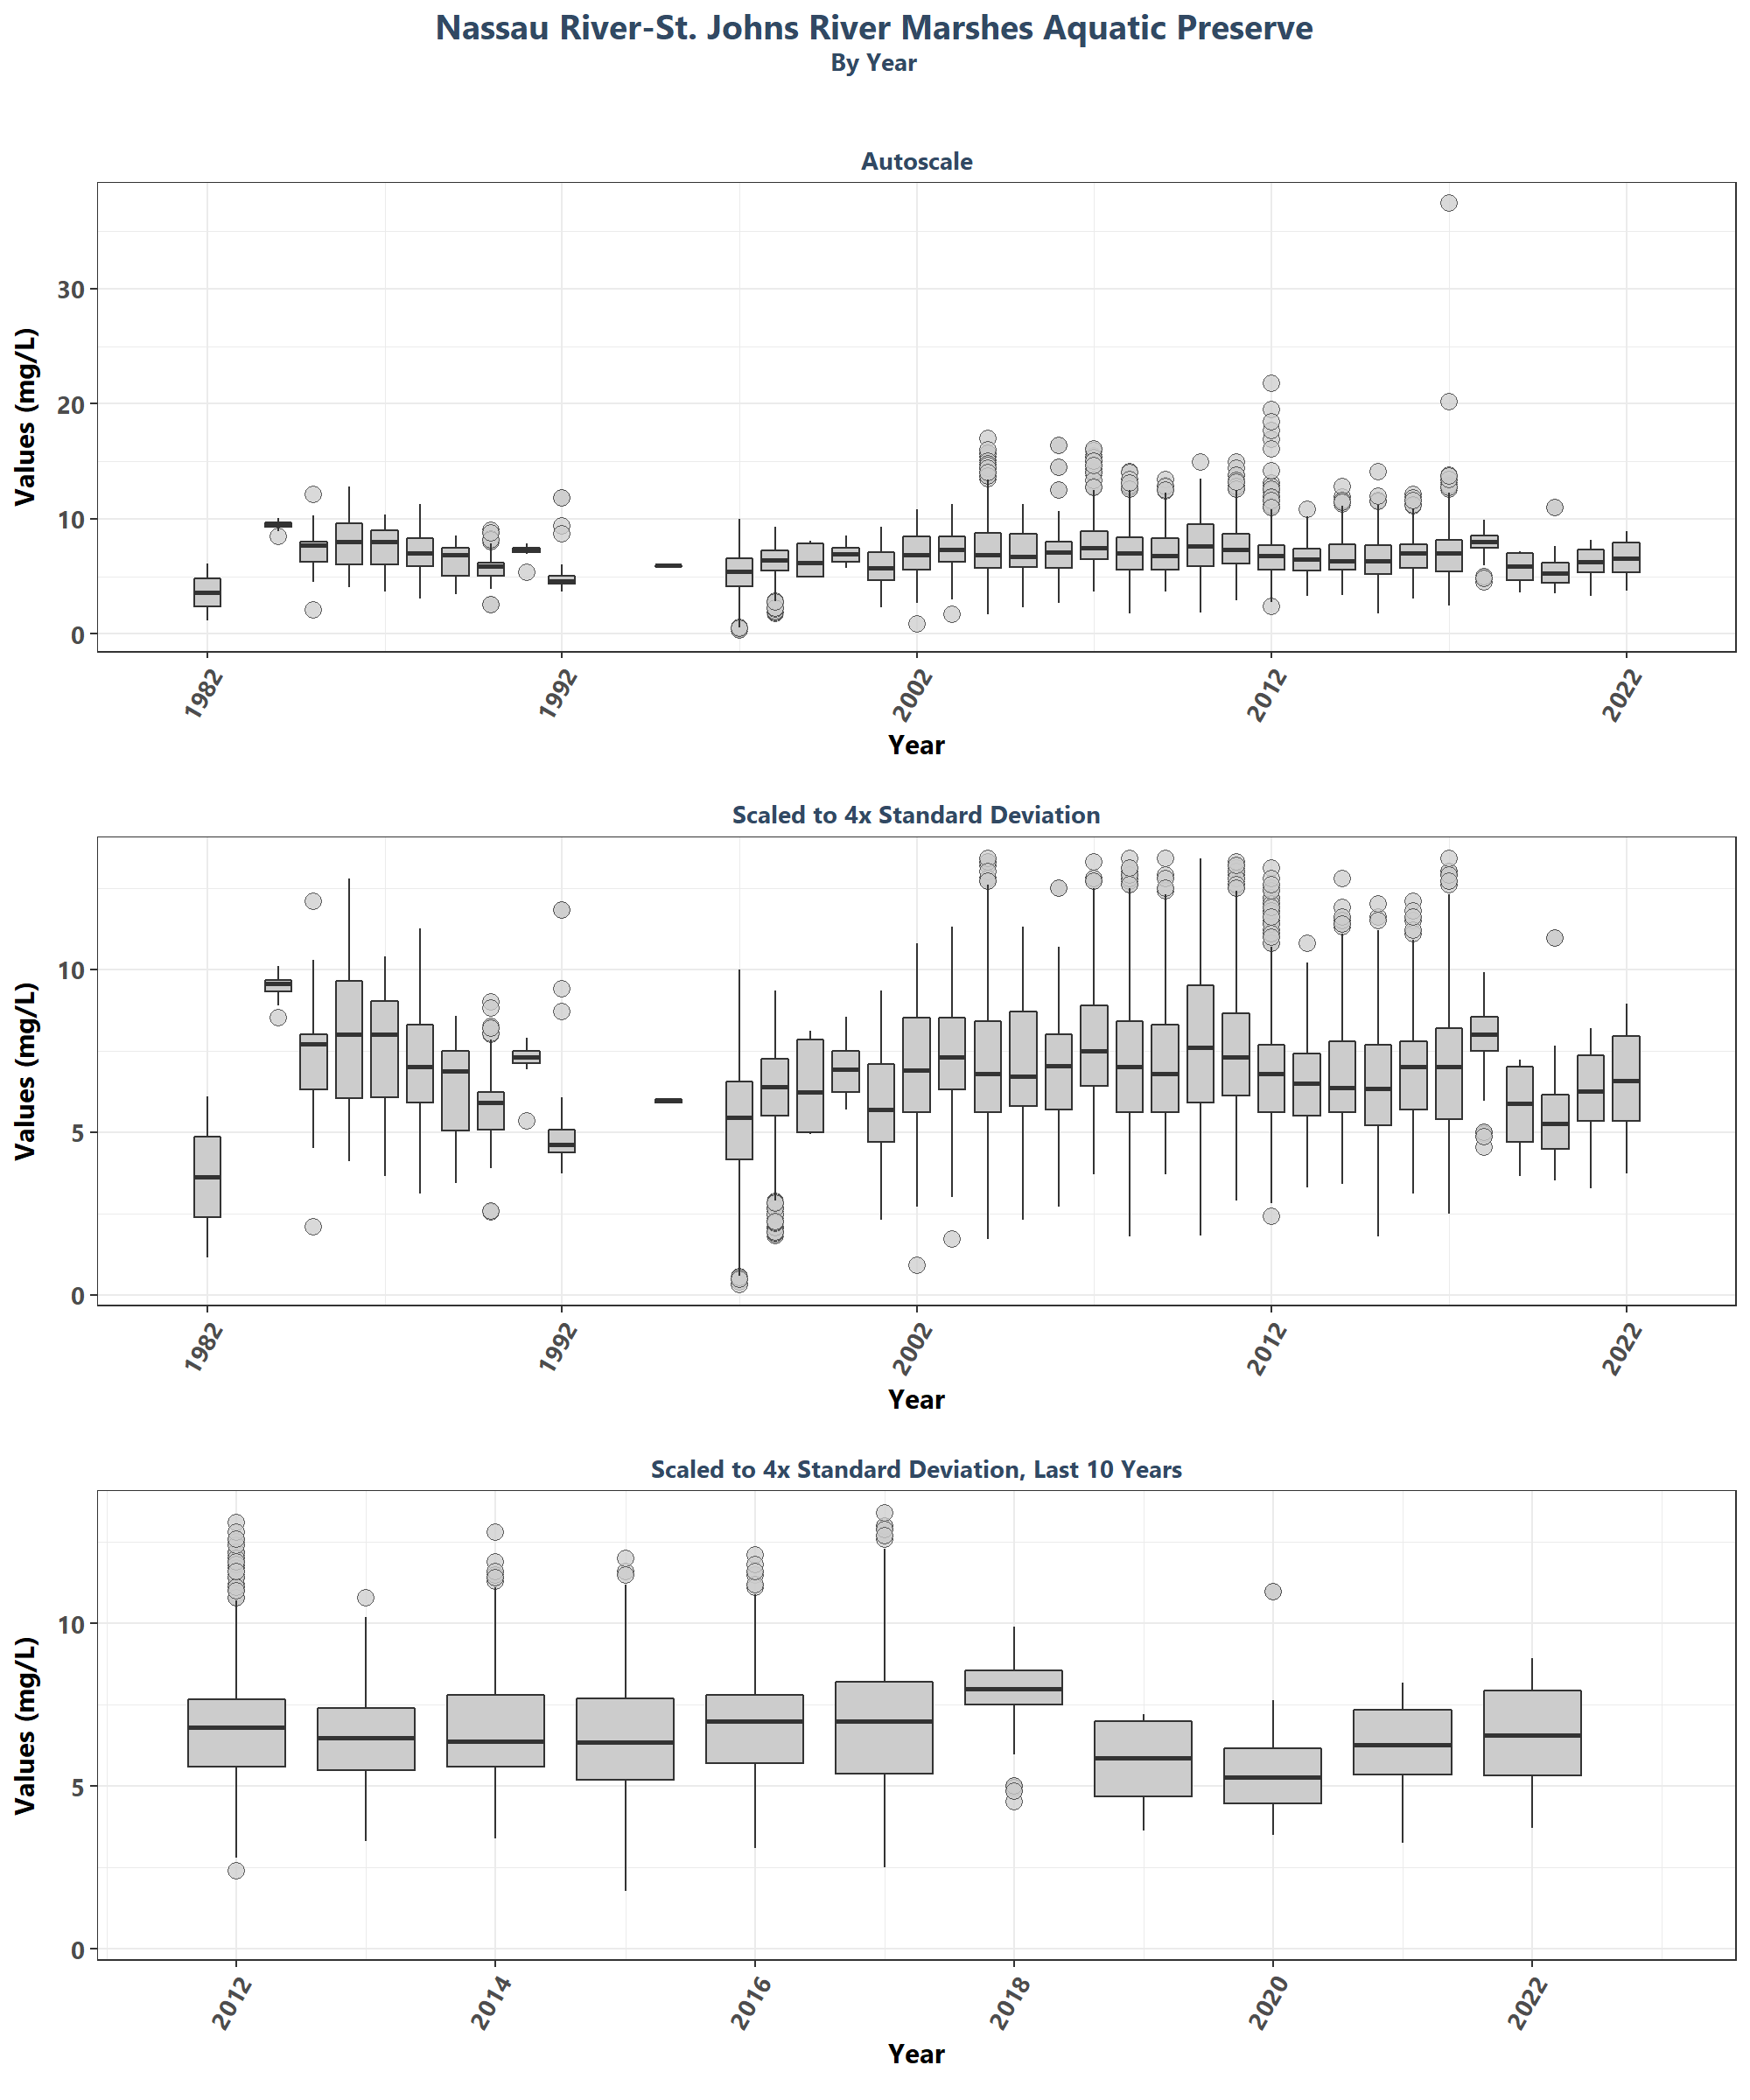 Nassau River-St. Johns River Marshes Aquatic Preserve
By Year
Autoscale
Values (mg/L)
30
20
10
0
1982
1992
2002
2012
2022
Year
Scaled to 4x Standard Deviation
Values (mg/L)
10
5
0
1982
1992
2002
2012
2022
Year
Scaled to 4x Standard Deviation, Last 10 Years
Values (mg/L)
10
5
0
2012
2014
2016
2018
2020
2022
Year